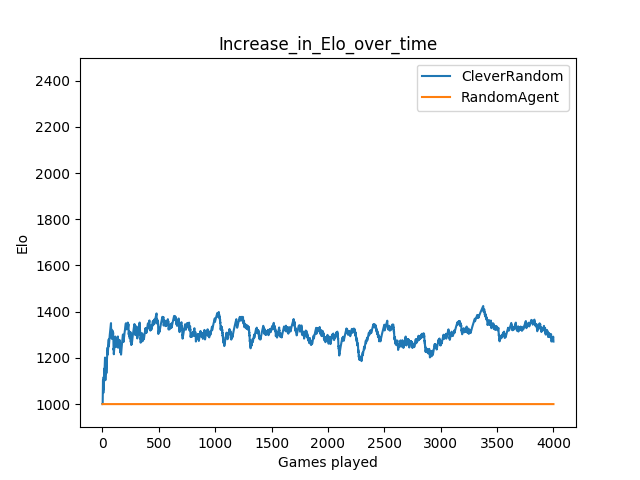 Increase_in_Elo_over_time
CleverRandom
RandomAgent
2400
2200
2000
1800
1600
1400
1200
1000
Elo
0 500 1000 1500 2000 2500 3000 3500 4000
Games played